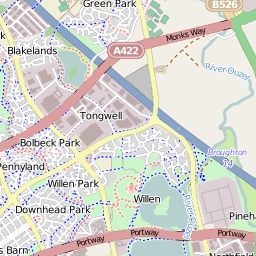 Green Park
B526
Blakelands
A422
Monks Way
River Ouzel
Tongwell
Bolbeck Park
Broughton
Pennyland
Willen Park
Willen
Downhead Park
Pineh
Portway
Portway
s Barn
Northfield